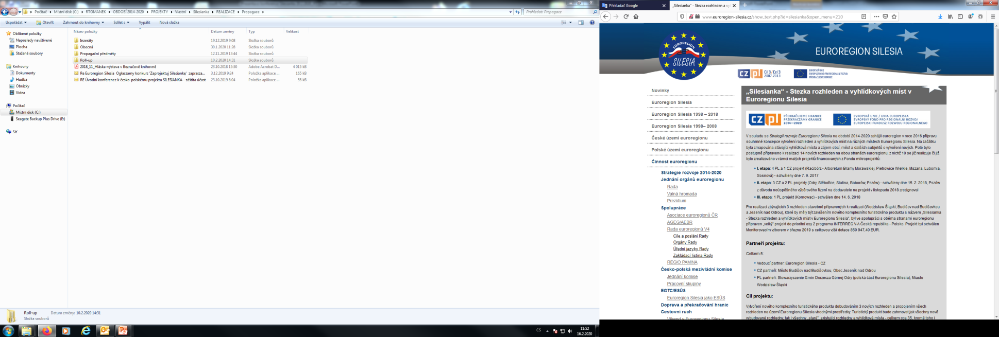 Počítač ▸ Místní disk (C:) ▸ RTOMANEK ▸ OBDOBÍ 2014-2020 ▸ PROJEKTY ▸ Vlastní ▸ Silesianka ▸ REALIZACE ▸ Propagace ▸
Prohledat: Propagace
Uspořádat Otevřít Zahrnout do knihovny Sdílet s Vypálit Nová složka
Oblíbené položky
Naposledy navštívené
Plocha
Stažené soubory
Knihovny
Dokumenty
Hudba
Obrázky
Videa
Počítač
Místní disk (C:)
Seagate Backup Plus Drive (E:)
Síť
Název položky Datum změny Typ Velikost
Inzeráty 19.12.2019 9:08 Složka souborů
Obecná 30.1.2020 11:28 Složka souborů
Propagační předměty 12.11.2019 13:44 Složka souborů
Roll-up 10.2.2020 14:31 Složka souborů
2018_11_Hláska-výstava v Bezručově knihovně 23.10.2018 15:50 Adobe Acrobat D... 4 015 kB
Re Euroregion Silesia Ogłaszamy konkurs 'Zaprojektuj Silesiankę' zaprasza... 3.12.2019 9:24 Položka aplikace ... 165 kB
RE Úvodní konference k česko-polskému projektu SILESIANKA - záštita účast 23.10.2019 8:04 Položka aplikace ... 55 kB
Roll-up Datum změny: 10.2.2020 14:31
Složka souborů
CS 11:52
16.2.2020
Překladač Google
„Silesianka“ - Stezka rozhleden a vy
www.euroregion-silesia.cz/show_text.php?id=silesianka&open_menu=210
EUROREGION
SILESIA
EUROREGION SILESIA
cz pl Cíl 3 / Cel 3
2007-2013
EVROPSKÁ UNIE
EVROPSKÝ FOND PRO REGIONÁLNÍ ROZVOJ
PŘEKRAČUJEME HRANICE
Novinky
Euroregion Silesia
Euroregion Silesia 1998 – 2018
Euroregion Silesia 1998– 2008
České území euroregionu
Polské území euroregionu
Činnost euroregionu
Strategie rozvoje 2014-2020
Jednání orgánů euroregionu
Rada
Valná hromada
Prezidium
Spolupráce
Asociace euroregionů ČR
AGEG/AEBR
Rada euroregionů V4
Cíle a poslání Rady
Orgány Rady
Úřední jazyky Rady
Zakládací listina Rady
REGIO PAMINA
Česko-polská mezivládní komise
Jednání komise
Pracovní skupiny
EGTC/ESÚS
Euroregion Silesia jako ESÚS
Doprava a překračování hranic
Cestovní ruch
Víkend v Euroregionu Silesia
„Silesianka“ - Stezka rozhleden a vyhlídkových míst v
Euroregionu Silesia
cz pl PŘEKRAČUJEME HRANICE
PRZEKRACZAMY GRANICE
2014—2020
EVROPSKÁ UNIE / UNIA EUROPEJSKA
EVROPSKÝ FOND PRO REGIONÁLNÍ ROZVOJ
EUROPEJSKI FUNDUSZ ROZWOJU REGIONALNEGO
V souladu se Strategií rozvoje Euroregionu Silesia na období 2014-2020 zahájil euroregion v roce 2016 přípravu
souhrnné koncepce vytvoření rozhleden a vyhlídkových míst na různých místech Euroregionu Silesia. Na začátku
byla zmapována stávající vyhlídková místa a zájem obcí, měst a dalších subjektů o vytvoření nových. Poté bylo
postupně připraveno k realizaci 14 nových rozhleden na obou stranách euroregionu, z nichž 10 se již realizuje či již
bylo zrealizováno v rámci malých projektů financovaných z Fondu mikroprojektů:
» I. etapa: 4 PL a 1 CZ projekt (Racibórz - Arboretum Bramy Morawskiej, Pietrowice Wielkie, Mszana, Lubomia,
Sosnová) - schváleny dne 7. 9. 2017
» II. etapa: 3 CZ a 2 PL projekty (Odry, Stěbořice, Slatina, Baborów, Pszów) - schváleny dne 15. 2. 2018, Pszów
z důvodu neúspěšného výběrového řízení na dodavatele na projekt v listopadu 2018 zrezignoval
» III. etapa: 1 PL projekt (Kornowac) - schválen dne 14. 6. 2018
Pro realizaci zbývajících 3 rozhleden stavebně připravených k realizaci (Wodzisław Śląski, Budišov nad Budišovkou
a Jeseník nad Odrou), které by měly být završením nového komplexního turistického produktu s názvem „Silesianka
- Stezka rozhleden a vyhlídkových míst v Euroregionu Silesia“, byl ve spolupráci s oběma stranami euroregionu
připraven „velký“ projekt do prioritní osy 2 programu INTERREG V-A Česká republika - Polsko. Projekt byl schválen
Monitorovacím výborem v březnu 2019 s celkovou výší dotace 850 947,40 EUR.
Partneři projektu:
Celkem 5:
» Vedoucí partner: Euroregion Silesia - CZ
» CZ partneři: Město Budišov nad Budišovkou, Obec Jeseník nad Odrou
» PL partneři: Stowarzyszenie Gmin Dorzecza Górnej Odry (polská část Euroregionu Silesia), Miasto
Wodzisław Śląski
Cíl projektu:
Vytvoření nového komplexního turistického produktu dobudováním 3 nových rozhleden a propojením všech
rozhleden na území Euroregionu Silesia vhodnými prostředky. Turistický produkt bude zahrnovat jak všechny nově
vybudované rozhledny, tak i všechny „staré“, existující rozhledny a vyhlídková místa - celkem cca 35, kromě toho i